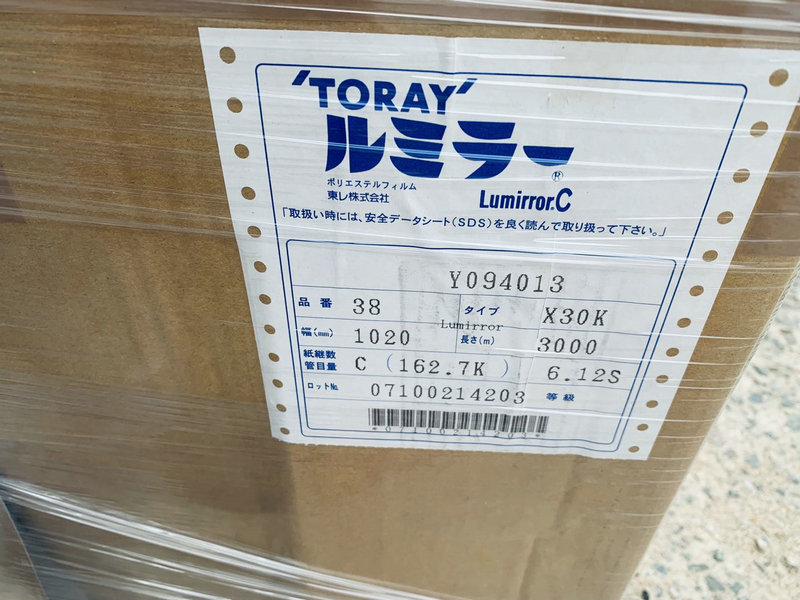 'TORAY'
ルミラー®
ポリエステルフィルム
東レ株式会社
Lumirror.C
「取扱い時には、安全データシート(SDS)を良く読んで取り扱って下さい。」
Y094013
品番 38 タイプ X30K
Lumirror
幅(mm) 1020 長さ(m) 3000
紙継数
管目量 C (162.7K) 6.12S
ロット№ 07100214203 等級